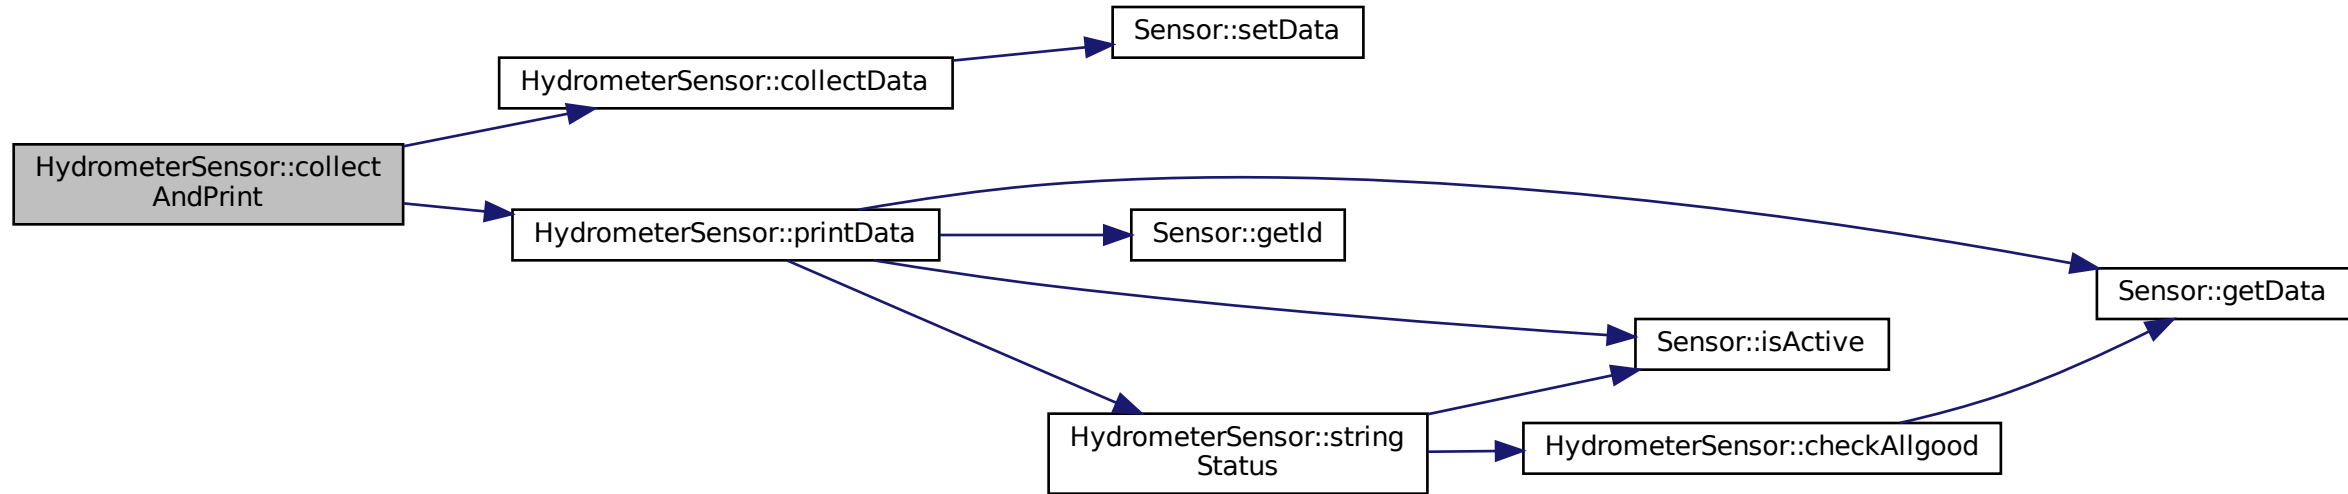 Sensor::setData
HydrometerSensor::collectData
HydrometerSensor::collect
AndPrint
HydrometerSensor::printData
Sensor::getId
Sensor::getData
Sensor::isActive
HydrometerSensor::string
Status
HydrometerSensor::checkAllgood